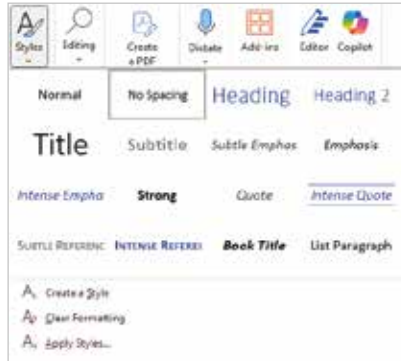 Styles Editing Create a PDF Dictate Add-ins Editor Copilot
Normal No Spacing Heading Heading 2
Title Subtitle Subtle Emphas Emphasis
Intense Empha Strong Quote Intense Quote
SUBTLE REFERENC INTENSE REFEREI Book Title List Paragraph
Create a Style
Clear Formatting
Apply Styles...